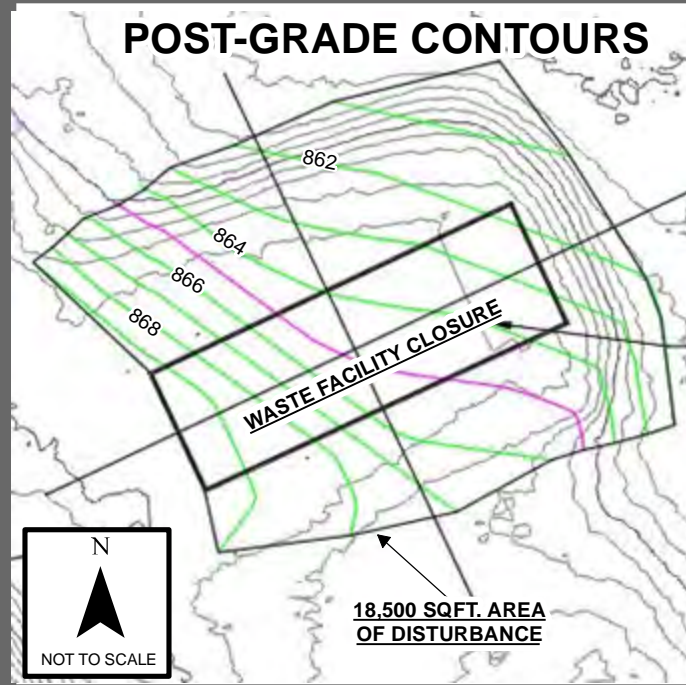 POST-GRADE CONTOURS
862
864
866
868
WASTE FACILITY CLOSURE
N
NOT TO SCALE
18,500 SQFT. AREA
OF DISTURBANCE